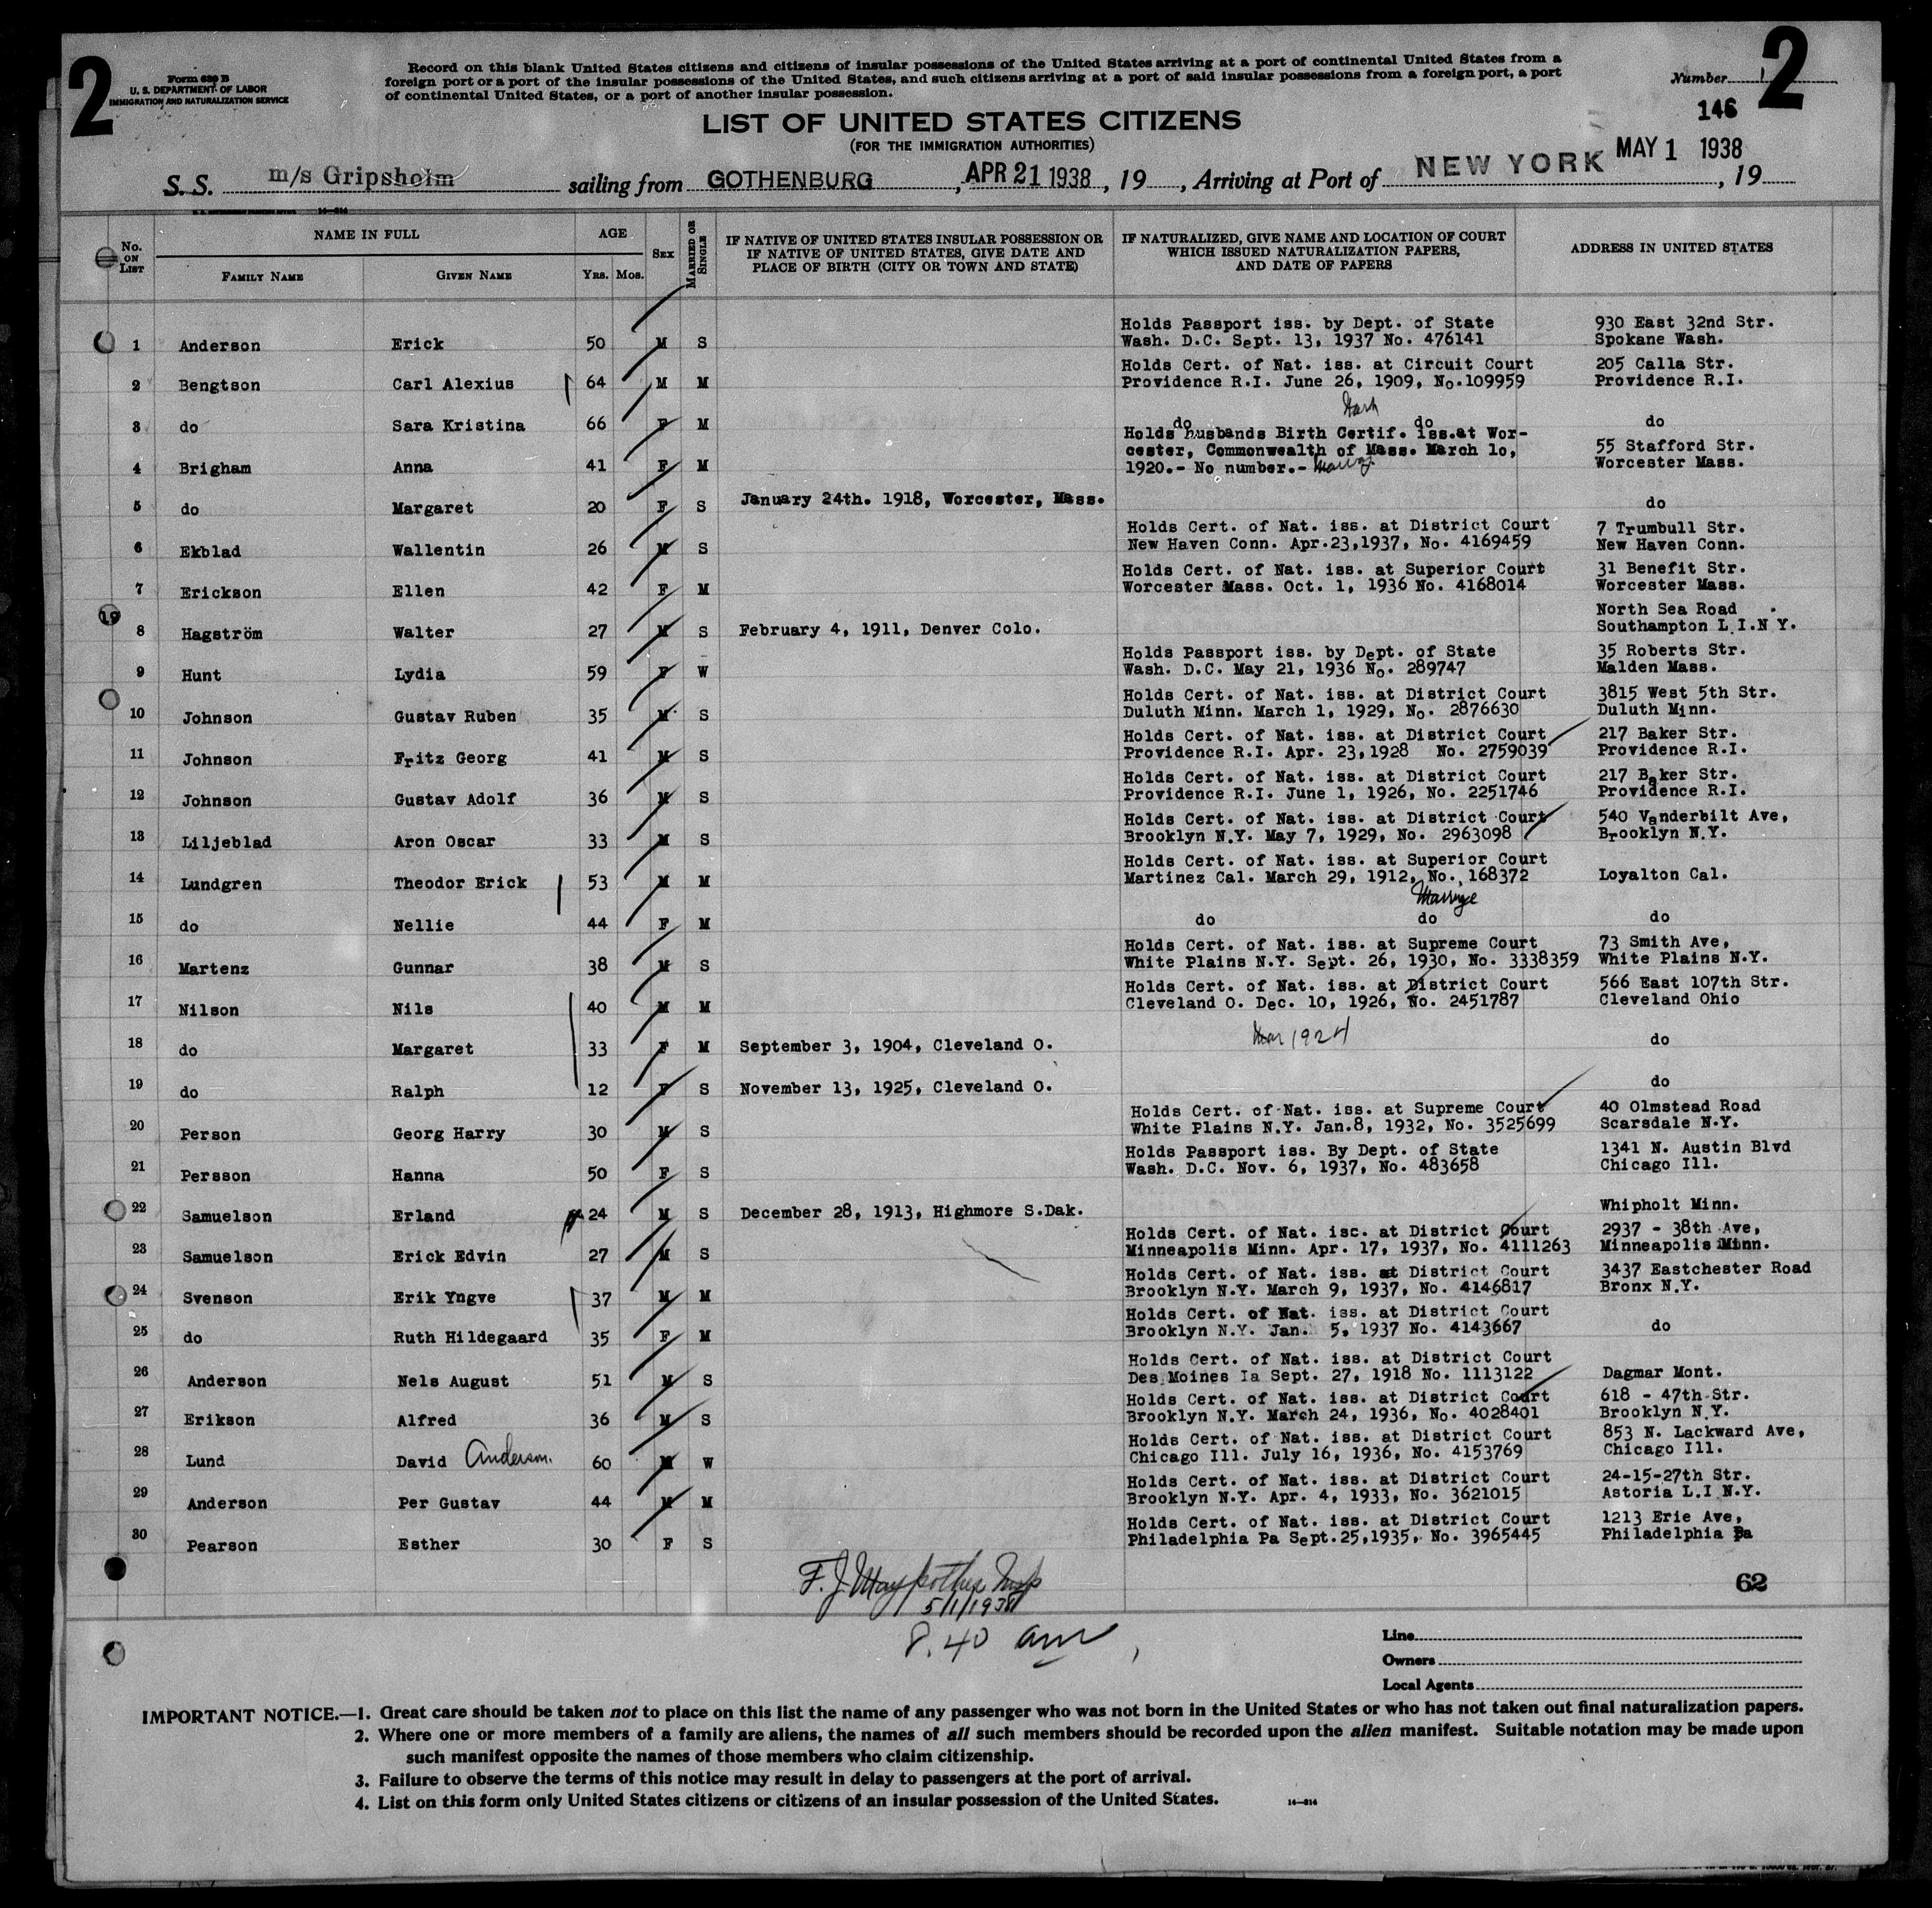 2
2
Form 630 B
U. S. DEPARTMENT OF LABOR
IMMIGRATION AND NATURALIZATION SERVICE
Record on this blank United States citizens and citizens of insular possessions of the United States arriving at a port of continental United States from a
foreign port or a port of the insular possessions of the United States, and such citizens arriving at a port of said insular possessions from a foreign port, a port
of continental United States, or a port of another insular possession.
Number
146
LIST OF UNITED STATES CITIZENS
(FOR THE IMMIGRATION AUTHORITIES)
S. S. m/s Gripsholm sailing from GOTHENBURG, APR 21 1938, 19, Arriving at Port of NEW YORK MAY 1 1938, 19
No. ON LIST
NAME IN FULL
FAMILY NAME GIVEN NAME
AGE
YRS. MOS.
SEX
MARRIED OR SINGLE
IF NATIVE OF UNITED STATES INSULAR POSSESSION OR
IF NATIVE OF UNITED STATES, GIVE DATE AND
PLACE OF BIRTH (CITY OR TOWN AND STATE)
IF NATURALIZED, GIVE NAME AND LOCATION OF COURT
WHICH ISSUED NATURALIZATION PAPERS,
AND DATE OF PAPERS
ADDRESS IN UNITED STATES
Holds Passport iss. by Dept. of State 930 East 32nd Str.
1 Anderson Erick 50 M S Wash. D.C. Sept. 13, 1937 No. 476141 Spokane Wash.
Holds Cert. of Nat. iss. at Circuit Court 205 Calla Str.
2 Bengtson Carl Alexius 64 M M Providence R.I. June 26, 1909, No.109959 Providence R.I.
3 do Sara Kristina 66 F M do do do
Holds husbands Birth Certif. iss.at Wor-
cester, Commonwealth of Mass. March 10, 55 Stafford Str.
4 Brigham Anna 41 F M 1920.- No number.- Worcester Mass.
5 do Margaret 20 F S January 24th. 1918, Worcester, Mass. do
Holds Cert. of Nat. iss. at District Court 7 Trumbull Str.
6 Ekblad Wallentin 26 M S New Haven Conn. Apr.23,1937, No. 4169459 New Haven Conn.
Holds Cert. of Nat. iss. at Superior Court 31 Benefit Str.
7 Erickson Ellen 42 F M Worcester Mass. Oct. 1, 1936 No. 4168014 Worcester Mass.
19
North Sea Road
8 Hagström Walter 27 M S February 4, 1911, Denver Colo. Southampton L.I.N Y.
Holds Passport iss. by Dept. of State 35 Roberts Str.
9 Hunt Lydia 59 F W Wash. D.C. May 21, 1936 No. 289747 Malden Mass.
Holds Cert. of Nat. iss. at District Court 3815 West 5th Str.
10 Johnson Gustav Ruben 35 M S Duluth Minn. March 1, 1929, No. 2876630 Duluth Minn.
Holds Cert. of Nat. iss. at District Court 217 Baker Str.
11 Johnson Fritz Georg 41 M S Providence R.I. Apr. 23,1928 No. 2759039 Providence R.I.
Holds Cert. of Nat. iss. at District Court 217 Baker Str.
12 Johnson Gustav Adolf 36 M S Providence R.I. June 1, 1926, No. 2251746 Providence R.I.
Holds Cert. of Nat. iss. at District Court 540 Vanderbilt Ave,
13 Liljeblad Aron Oscar 33 M S Brooklyn N.Y. May 7, 1929, No. 2963098 Brooklyn N.Y.
Holds Cert. of Nat. iss. at Superior Court
14 Lundgren Theodor Erick 53 M M Martinez Cal. March 29, 1912, No. 168372 Loyalton Cal.
Marriage
15 do Nellie 44 F M do do do
Holds Cert. of Nat. iss. at Supreme Court 73 Smith Ave,
16 Martenz Gunnar 38 M S White Plains N.Y. Sept. 26, 1930, No. 3338359 White Plains N.Y.
Holds Cert. of Nat. iss. at District Court 566 East 107th Str.
17 Nilson Nils 40 M M Cleveland O. Dec. 10, 1926, No. 2451787 Cleveland Ohio
18 do Margaret 33 F M September 3, 1904, Cleveland O. Mar 1924 do
19 do Ralph 12 F S November 13, 1925, Cleveland O. do
Holds Cert. of Nat. iss. at Supreme Court 40 Olmstead Road
20 Person Georg Harry 30 M S White Plains N.Y. Jan.8, 1932, No. 3525699 Scarsdale N.Y.
Holds Passport iss. By Dept. of State 1341 N. Austin Blvd
21 Persson Hanna 50 F S Wash. D.C. Nov. 6, 1937, No. 483658 Chicago Ill.
22 Samuelson Erland 24 M S December 28, 1913, Highmore S.Dak. Whipholt Minn.
Holds Cert. of Nat. isc. at District Court 2937 - 38th Ave,
23 Samuelson Erick Edvin 27 M S Minneapolis Minn. Apr. 17, 1937, No. 4111263 Minneapolis Minn.
Holds Cert. of Nat. iss. at District Court 3437 Eastchester Road
24 Svenson Erik Yngve 37 M M Brooklyn N.Y. March 9, 1937, No. 4146817 Bronx N.Y.
Holds Cert. of Nat. iss. at District Court
25 do Ruth Hildegaard 35 F M Brooklyn N.Y. Jan. 5, 1937 No. 4143667 do
Holds Cert. of Nat. iss. at District Court
26 Anderson Nels August 51 M S Des Moines Ia Sept. 27, 1918 No. 1113122 Dagmar Mont.
Holds Cert. of Nat. iss. at District Court 618 - 47th Str.
27 Erikson Alfred 36 M S Brooklyn N.Y. March 24, 1936, No. 4028401 Brooklyn N.Y.
Holds Cert. of Nat. iss. at District Court 853 N. Lackward Ave,
28 Lund David Anderson. 60 M W Chicago Ill. July 16, 1936, No. 4153769 Chicago Ill.
Holds Cert. of Nat. iss. at District Court 24-15-27th Str.
29 Anderson Per Gustav 44 M M Brooklyn N.Y. Apr. 4, 1933, No. 3621015 Astoria L.I N.Y.
Holds Cert. of Nat. iss. at District Court 1213 Erie Ave,
30 Pearson Esther 30 F S Philadelphia Pa Sept.25,1935, No. 3965445 Philadelphia Pa
F. J.
62
5/1/1938
8.40 am
Line
Owners
Local Agents
IMPORTANT NOTICE.—1. Great care should be taken not to place on this list the name of any passenger who was not born in the United States or who has not taken out final naturalization papers.
2. Where one or more members of a family are aliens, the names of all such members should be recorded upon the alien manifest. Suitable notation may be made upon
such manifest opposite the names of those members who claim citizenship.
3. Failure to observe the terms of this notice may result in delay to passengers at the port of arrival.
4. List on this form only United States citizens or citizens of an insular possession of the United States.
14—814